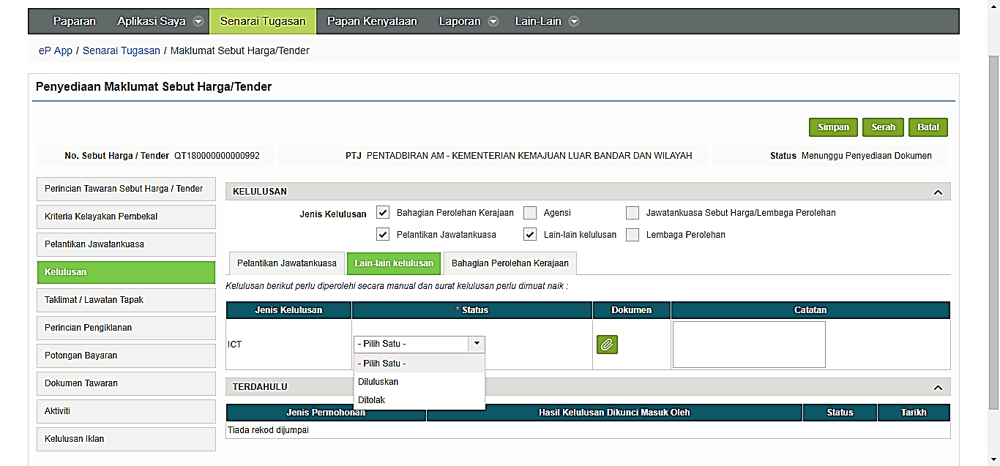 Paparan Aplikasi Saya Senarai Tugasan Papan Kenyataan Laporan Lain-Lain
eP App / Senarai Tugasan / Maklumat Sebut Harga/Tender
Penyediaan Maklumat Sebut Harga/Tender
Simpan Serah Batal
No. Sebut Harga / Tender QT180000000000992 PTJ PENTADBIRAN AM - KEMENTERIAN KEMAJUAN LUAR BANDAR DAN WILAYAH Status Menunggu Penyediaan Dokumen
Perincian Tawaran Sebut Harga / Tender
Kriteria Kelayakan Pembekal
Pelantikan Jawatankuasa
Kelulusan
Taklimat / Lawatan Tapak
Perincian Pengiklanan
Potongan Bayaran
Dokumen Tawaran
Aktiviti
Kelulusan Iklan
KELULUSAN
Jenis Kelulusan Bahagian Perolehan Kerajaan Agensi Jawatankuasa Sebut Harga/Lembaga Perolehan
Pelantikan Jawatankuasa Lain-lain kelulusan Lembaga Perolehan
Pelantikan Jawatankuasa Lain-lain kelulusan Bahagian Perolehan Kerajaan
Kelulusan berikut perlu diperolehi secara manual dan surat kelulusan perlu dimuat naik :
Jenis Kelulusan * Status Dokumen Catatan
ICT - Pilih Satu -
- Pilih Satu -
Diluluskan
Ditolak
TERDAHULU
Jenis Permohonan Hasil Kelulusan Dikunci Masuk Oleh Status Tarikh
Tiada rekod dijumpai